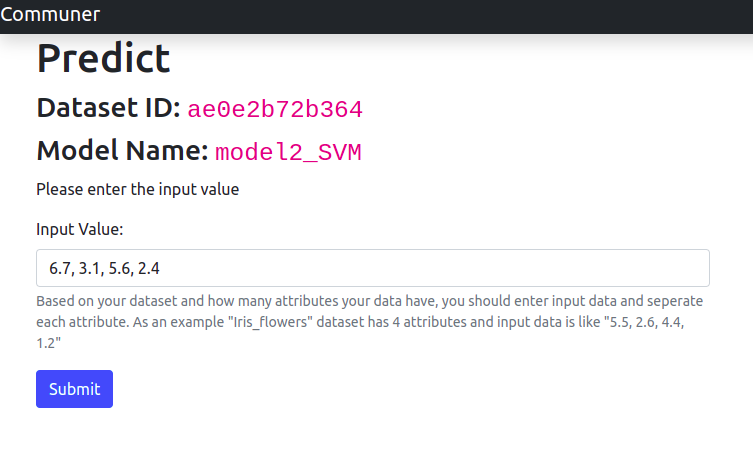 Communer
Predict
Dataset ID: ae0e2b72b364
Model Name: model2_SVM
Please enter the input value
Input Value:
6.7, 3.1, 5.6, 2.4
Based on your dataset and how many attributes your data have, you should enter input data and seperate
each attribute. As an example "Iris_flowers" dataset has 4 attributes and input data is like "5.5, 2.6, 4.4,
1.2"
Submit